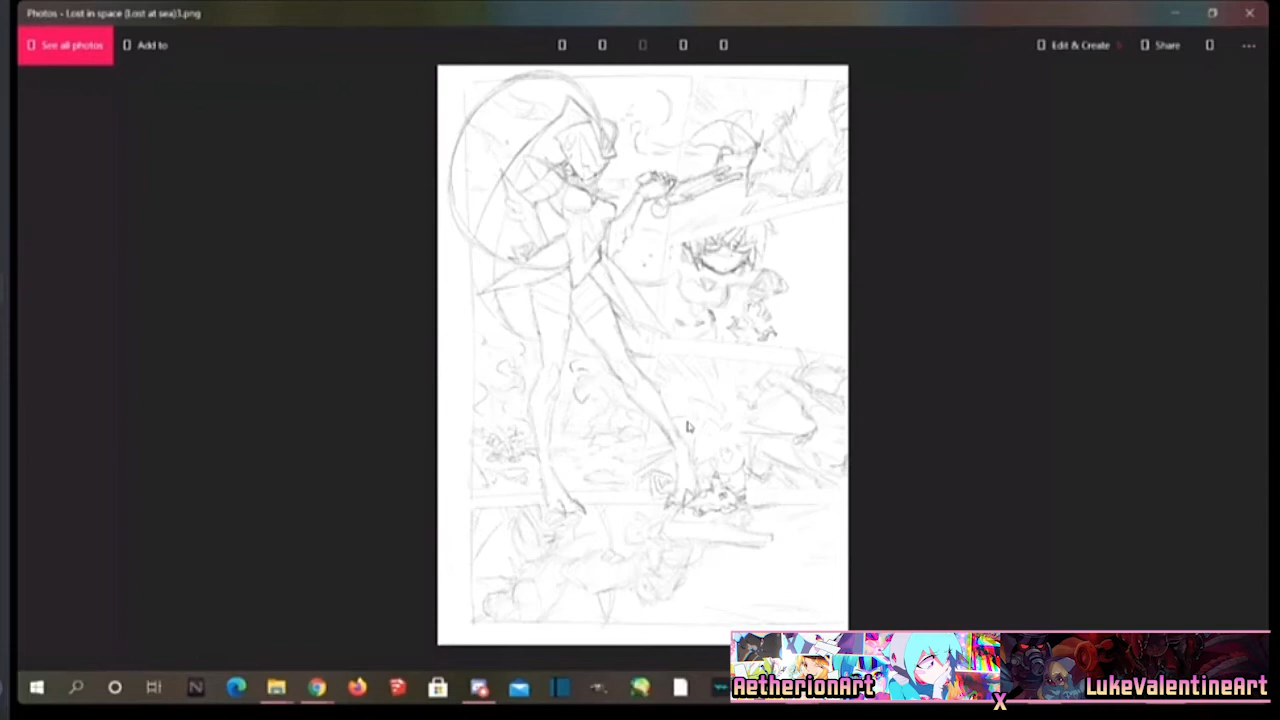 Photos - Lost in space (Lost at sea)3.png
See all photos
Add to
Edit & Create
Share
AetherionArt
X
LukeValentineArt